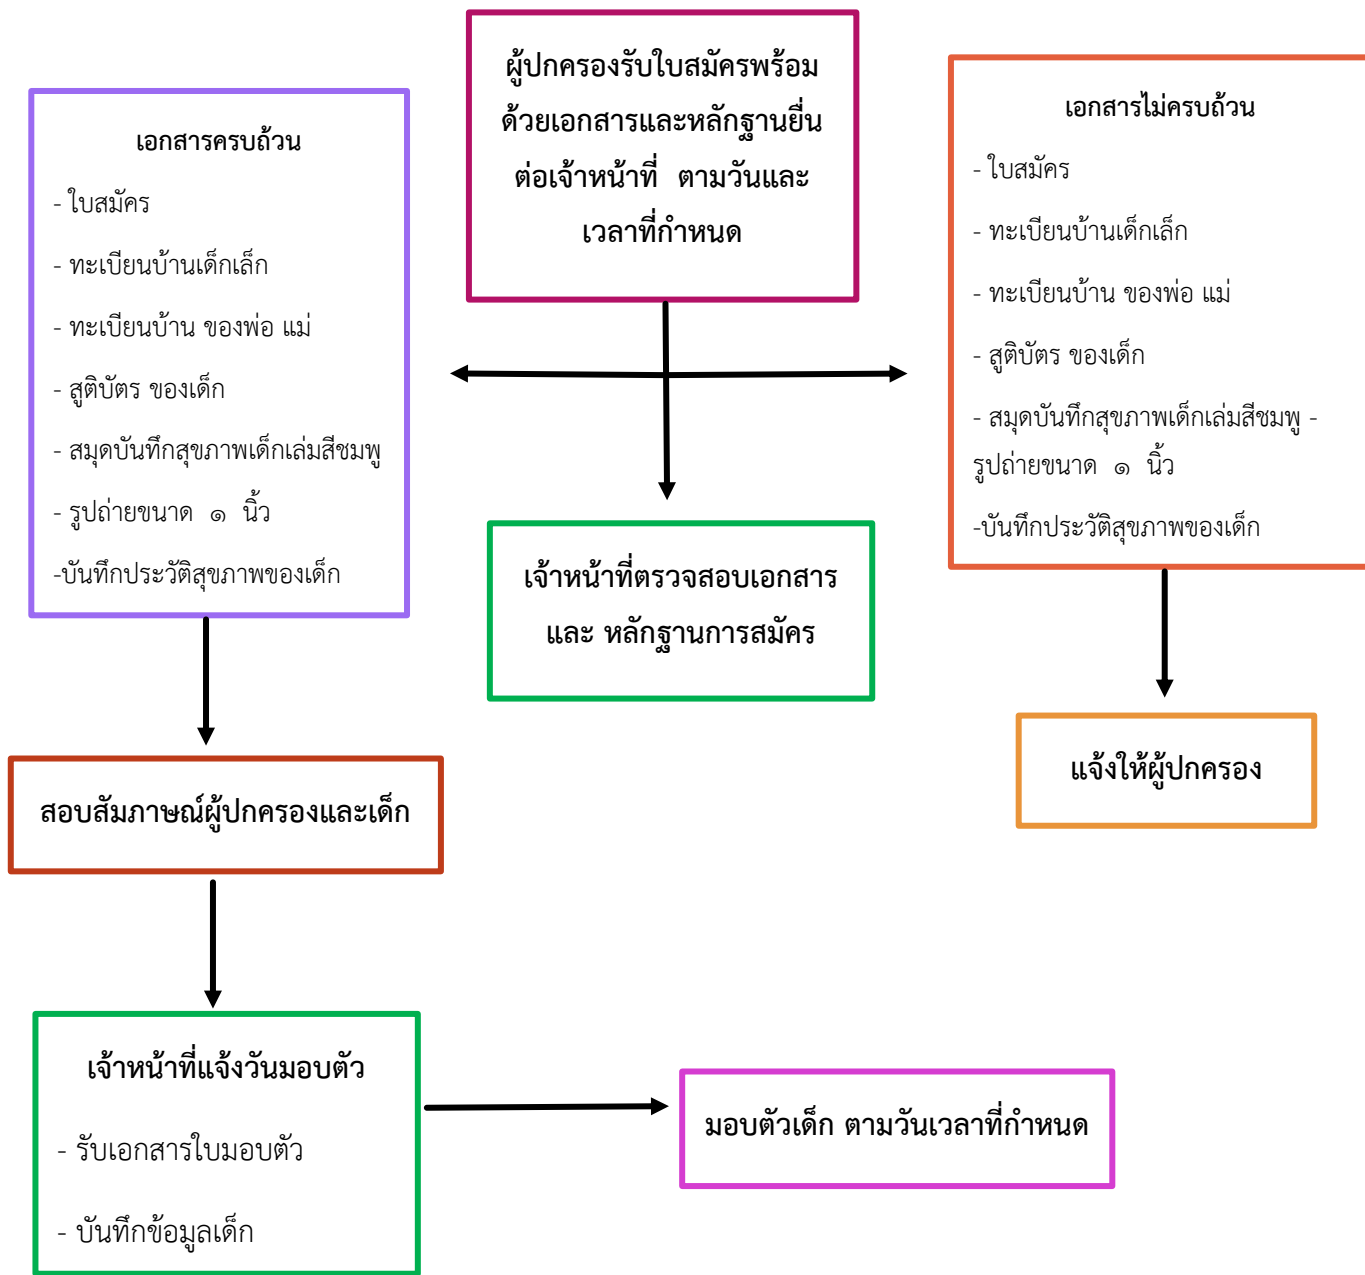 ผู้ปกครองรับใบสมัครพร้อม
ด้วยเอกสารและหลักฐานยื่น
ต่อเจ้าหน้าที่  ตามวันและ
เวลาที่กำหนด
เอกสารครบถ้วน
- ใบสมัคร
- ทะเบียนบ้านเด็กเล็ก
- ทะเบียนบ้าน ของพ่อ แม่
- สูติบัตร ของเด็ก
- สมุดบันทึกสุขภาพเด็กเล่มสีชมพู
- รูปถ่ายขนาด  ๑  นิ้ว
-บันทึกประวัติสุขภาพของเด็ก
เอกสารไม่ครบถ้วน
- ใบสมัคร
- ทะเบียนบ้านเด็กเล็ก
- ทะเบียนบ้าน ของพ่อ แม่
- สูติบัตร ของเด็ก
- สมุดบันทึกสุขภาพเด็กเล่มสีชมพู -
รูปถ่ายขนาด  ๑  นิ้ว
-บันทึกประวัติสุขภาพของเด็ก
เจ้าหน้าที่ตรวจสอบเอกสาร
และ หลักฐานการสมัคร
แจ้งให้ผู้ปกครอง
สอบสัมภาษณ์ผู้ปกครองและเด็ก
เจ้าหน้าที่แจ้งวันมอบตัว
- รับเอกสารใบมอบตัว
- บันทึกข้อมูลเด็ก
มอบตัวเด็ก ตามวันเวลาที่กำหนด